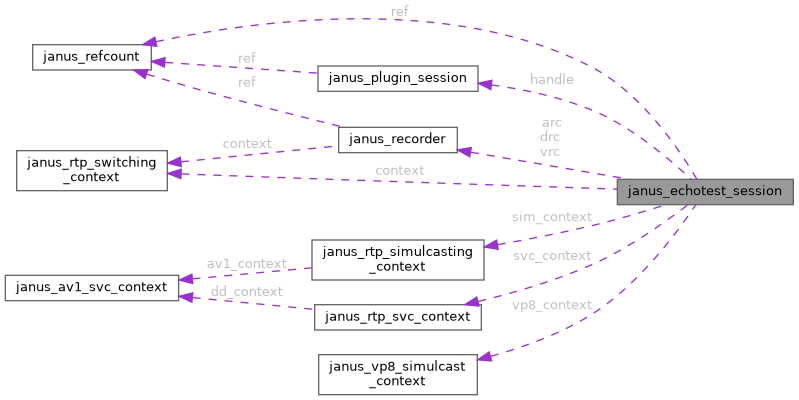 ref
janus_refcount
ref
janus_plugin_session
handle
ref
arc
drc
vrc
janus_recorder
context
janus_rtp_switching
_context
context
janus_echotest_session
sim_context
janus_rtp_simulcasting
_context
svc_context
av1_context
janus_av1_svc_context
dd_context
vp8_context
janus_rtp_svc_context
janus_vp8_simulcast
_context